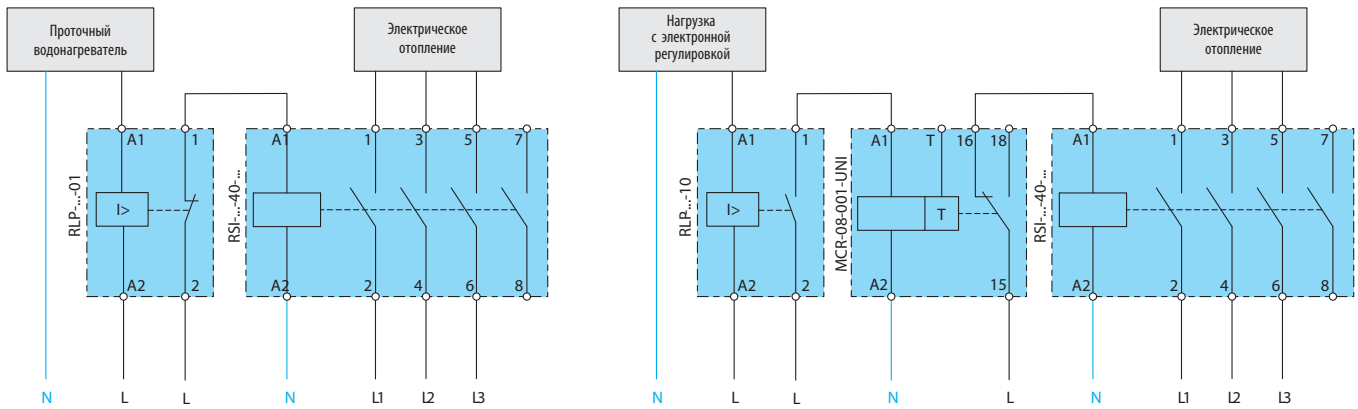 Проточный
водонагреватель
Электрическое
отопление
Нагрузка
с электронной
регулировкой
Электрическое
отопление
A1 1 A1 1 3 5 7
A1 1 A1 T 16 18 A1 1 3 5 7
RLP-...-01
I>
RSI-...-40-...
RLP-...-10
I>
MCR-08-001-UNI
T
RSI-...-40-...
A2 2 A2 2 4 6 8
A2 2 A2 15 A2 2 4 6 8
N L L N L1 L2 L3
N L L N L N L1 L2 L3